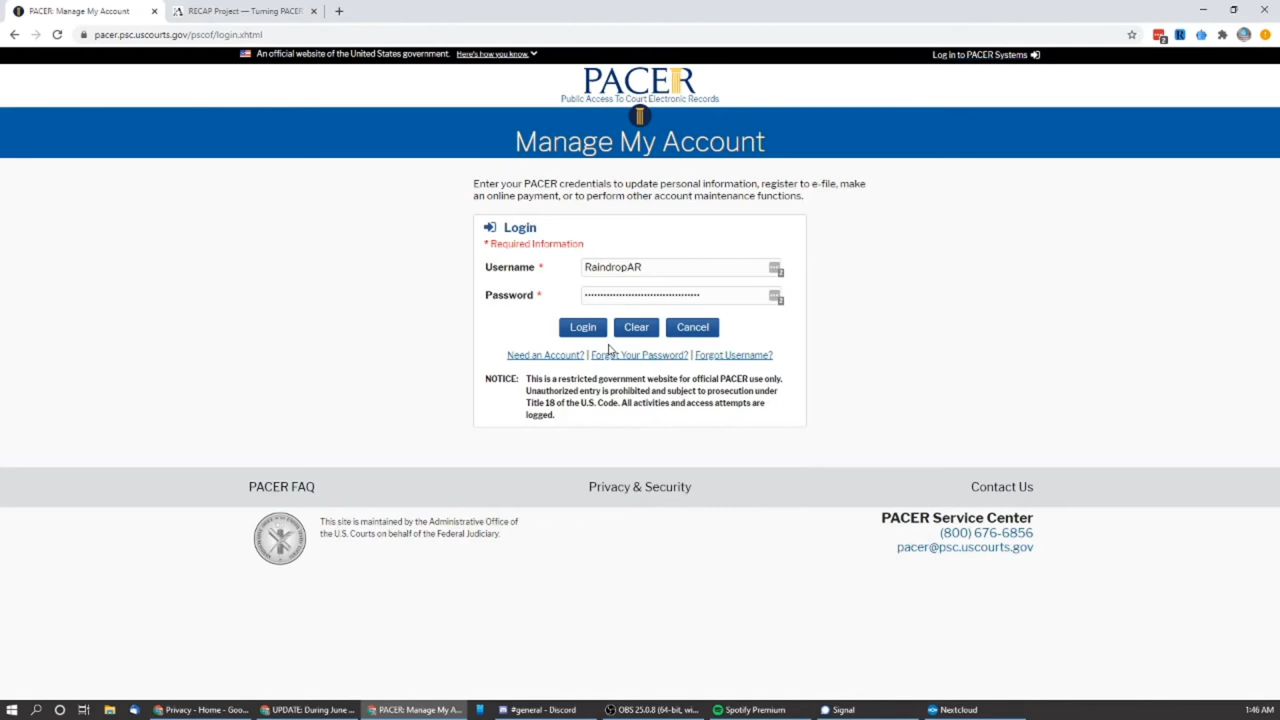 PACER: Manage My Account
RECAP Project — Turning PACER
pacer.psc.uscourts.gov/pscof/login.xhtml
An official website of the United States government. Here's how you know.
Log in to PACER Systems
PACER
Public Access To Court Electronic Records
Manage My Account
Enter your PACER credentials to update personal information, register to e-file, make
an online payment, or to perform other account maintenance functions.
Login
* Required Information
Username * RaindropAR
Password *
Login Clear Cancel
Need an Account? | Forgot Your Password? | Forgot Username?
NOTICE: This is a restricted government website for official PACER use only.
Unauthorized entry is prohibited and subject to prosecution under
Title 18 of the U.S. Code. All activities and access attempts are
logged.
PACER FAQ Privacy & Security Contact Us
This site is maintained by the Administrative Office of
the U.S. Courts on behalf of the Federal Judiciary.
PACER Service Center
(800) 676-6856
pacer@psc.uscourts.gov
Privacy - Home - Goo... UPDATE: During June ... PACER: Manage My A... #general - Discord OBS 25.0.8 (64-bit, wi... Spotify Premium Signal Nextcloud 1:46 AM